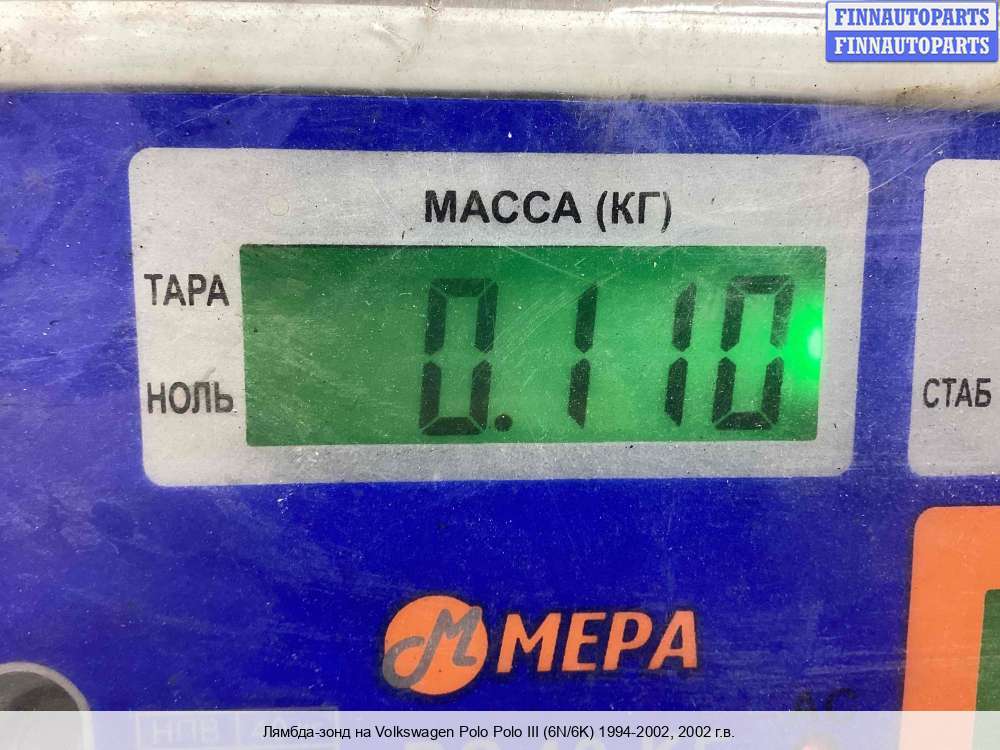 FINNAUTOPARTS
FINNAUTOPARTS
МАССА (КГ)
ТАРА
0.110
НОЛЬ
СТАБ
МЕРА
НПВ
Лямбда-зонд на Volkswagen Polo Polo III (6N/6K) 1994-2002, 2002 г.в.